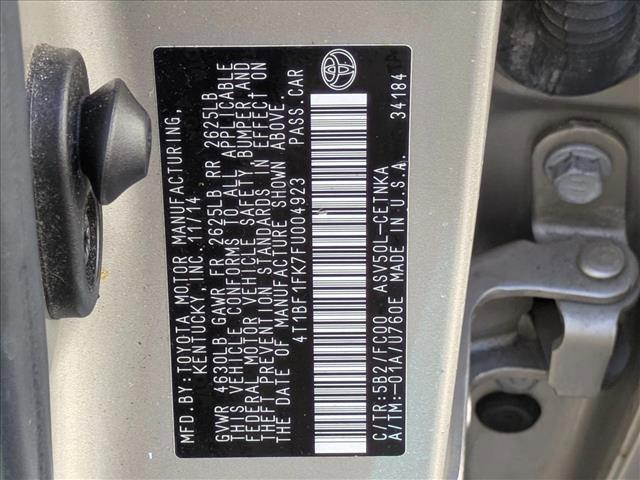 MFD.BY:TOYOTA MOTOR MANUFACTURING,
KENTUCKY, INC. 11/14
GVWR 4630LB GAWR FR 2625LB RR 2625LB
THIS VEHICLE CONFORMS TO ALL APPLICABLE
FEDERAL MOTOR VEHICLE SAFETY, BUMPER, AND
THEFT PREVENTION STANDARDS IN EFFECT ON
THE DATE OF MANUFACTURE SHOWN ABOVE.
4T1BF1FK7FU004923 PASS.CAR
C/TR:5B2/FC00 ASV50L-CETNKA
A/TM:-01A/U760E MADE IN U.S.A. 34184